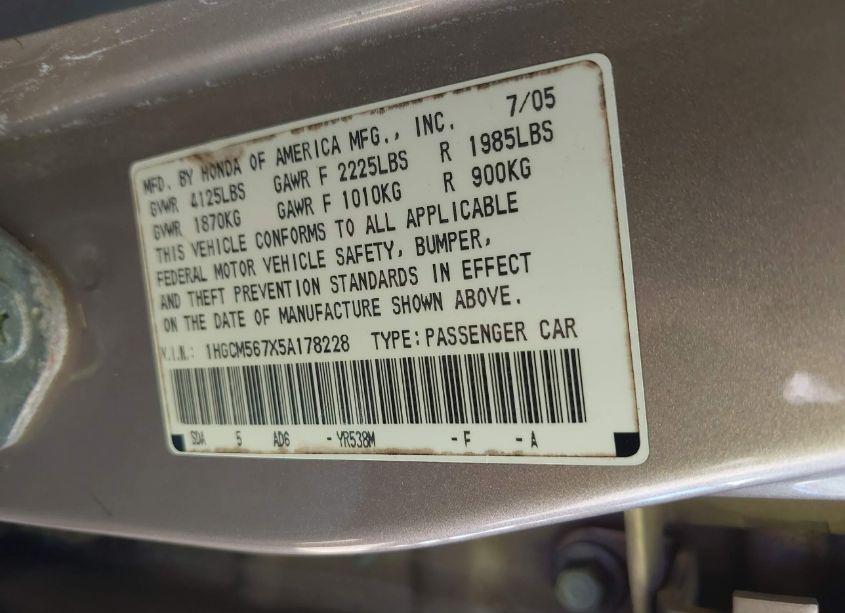 MFD. BY HONDA OF AMERICA MFG., INC. 7/05
GVWR 4125LBS GAWR F 2225LBS R 1985LBS
GVWR 1870KG GAWR F 1010KG R 900KG
THIS VEHICLE CONFORMS TO ALL APPLICABLE
FEDERAL MOTOR VEHICLE SAFETY, BUMPER,
AND THEFT PREVENTION STANDARDS IN EFFECT
ON THE DATE OF MANUFACTURE SHOWN ABOVE.
V.I.N.: 1HGCM567X5A178228 TYPE:PASSENGER CAR
SDA 5 AD6 -YR538M -F -A